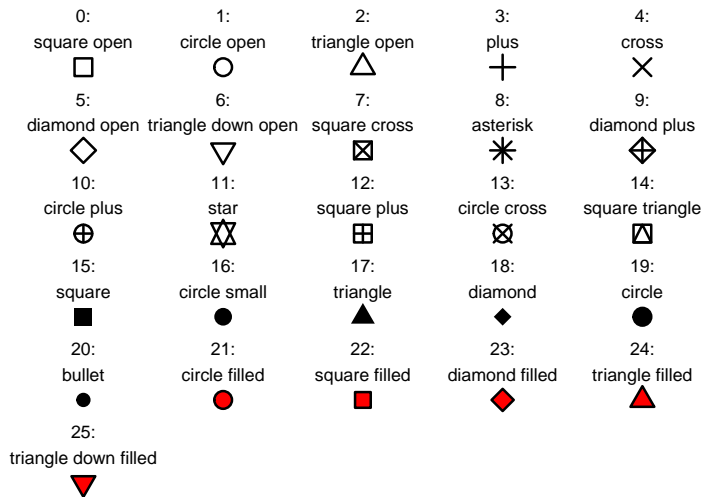 0: 1: 2: 3: 4:
square open circle open triangle open plus cross
5: 6: 7: 8: 9:
diamond open triangle down open square cross asterisk diamond plus
10: 11: 12: 13: 14:
circle plus star square plus circle cross square triangle
15: 16: 17: 18: 19:
square circle small triangle diamond circle
20: 21: 22: 23: 24:
bullet circle filled square filled diamond filled triangle filled
25:
triangle down filled